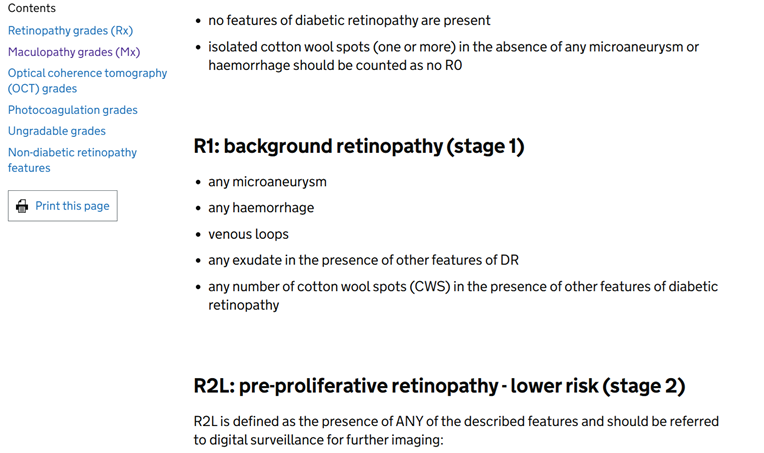 Contents
Retinopathy grades (Rx)
Maculopathy grades (Mx)
Optical coherence tomography
(OCT) grades
Photocoagulation grades
Ungradable grades
Non-diabetic retinopathy
features
Print this page
• no features of diabetic retinopathy are present
• isolated cotton wool spots (one or more) in the absence of any microaneurysm or
haemorrhage should be counted as no R0
R1: background retinopathy (stage 1)
• any microaneurysm
• any haemorrhage
• venous loops
• any exudate in the presence of other features of DR
• any number of cotton wool spots (CWS) in the presence of other features of diabetic
retinopathy
R2L: pre-proliferative retinopathy - lower risk (stage 2)
R2L is defined as the presence of ANY of the described features and should be referred
to digital surveillance for further imaging: